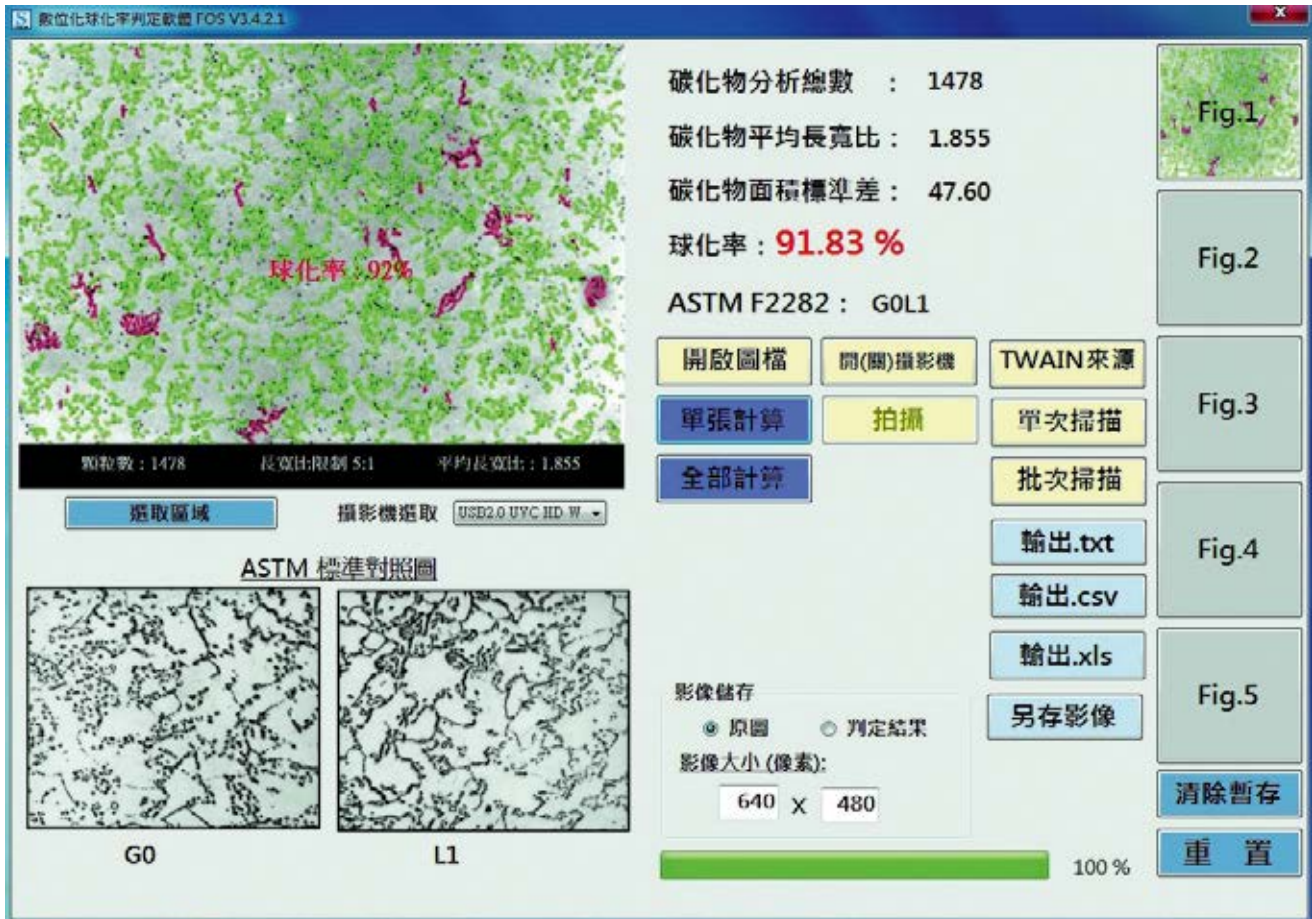 數位化球化率判定軟體 FOS V3.4.2.1
X
球化率 : 92%
顆粒數 : 1478 長寬比限制 5:1 平均長寬比 : 1.855
選取區域
攝影機選取 USB2.0 UVC HD W
ASTM 標準對照圖
G0
L1
碳化物分析總數 : 1478
碳化物平均長寬比 : 1.855
碳化物面積標準差 : 47.60
球化率 : 91.83 %
ASTM F2282 : G0L1
開啟圖檔 開(關)攝影機 TWAIN來源
單張計算 拍攝 單次掃描
全部計算 批次掃描
輸出.txt
輸出.csv
輸出.xls
另存影像
影像儲存
原圖 判定結果
影像大小 (像素):
640 X 480
100 %
Fig.1
Fig.2
Fig.3
Fig.4
Fig.5
清除暫存
重 置